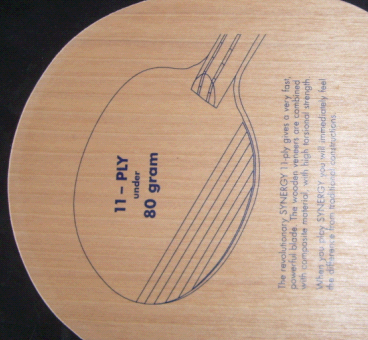 11 – PLY
under
80 gram
The revolutionary SYNERGY 11-ply gives a very fast,
powerful blade. The wooden veneers are combined
with composite material, with high torsional strength.
When you play SYNERGY you will immediately feel
the difference from traditional constructions.